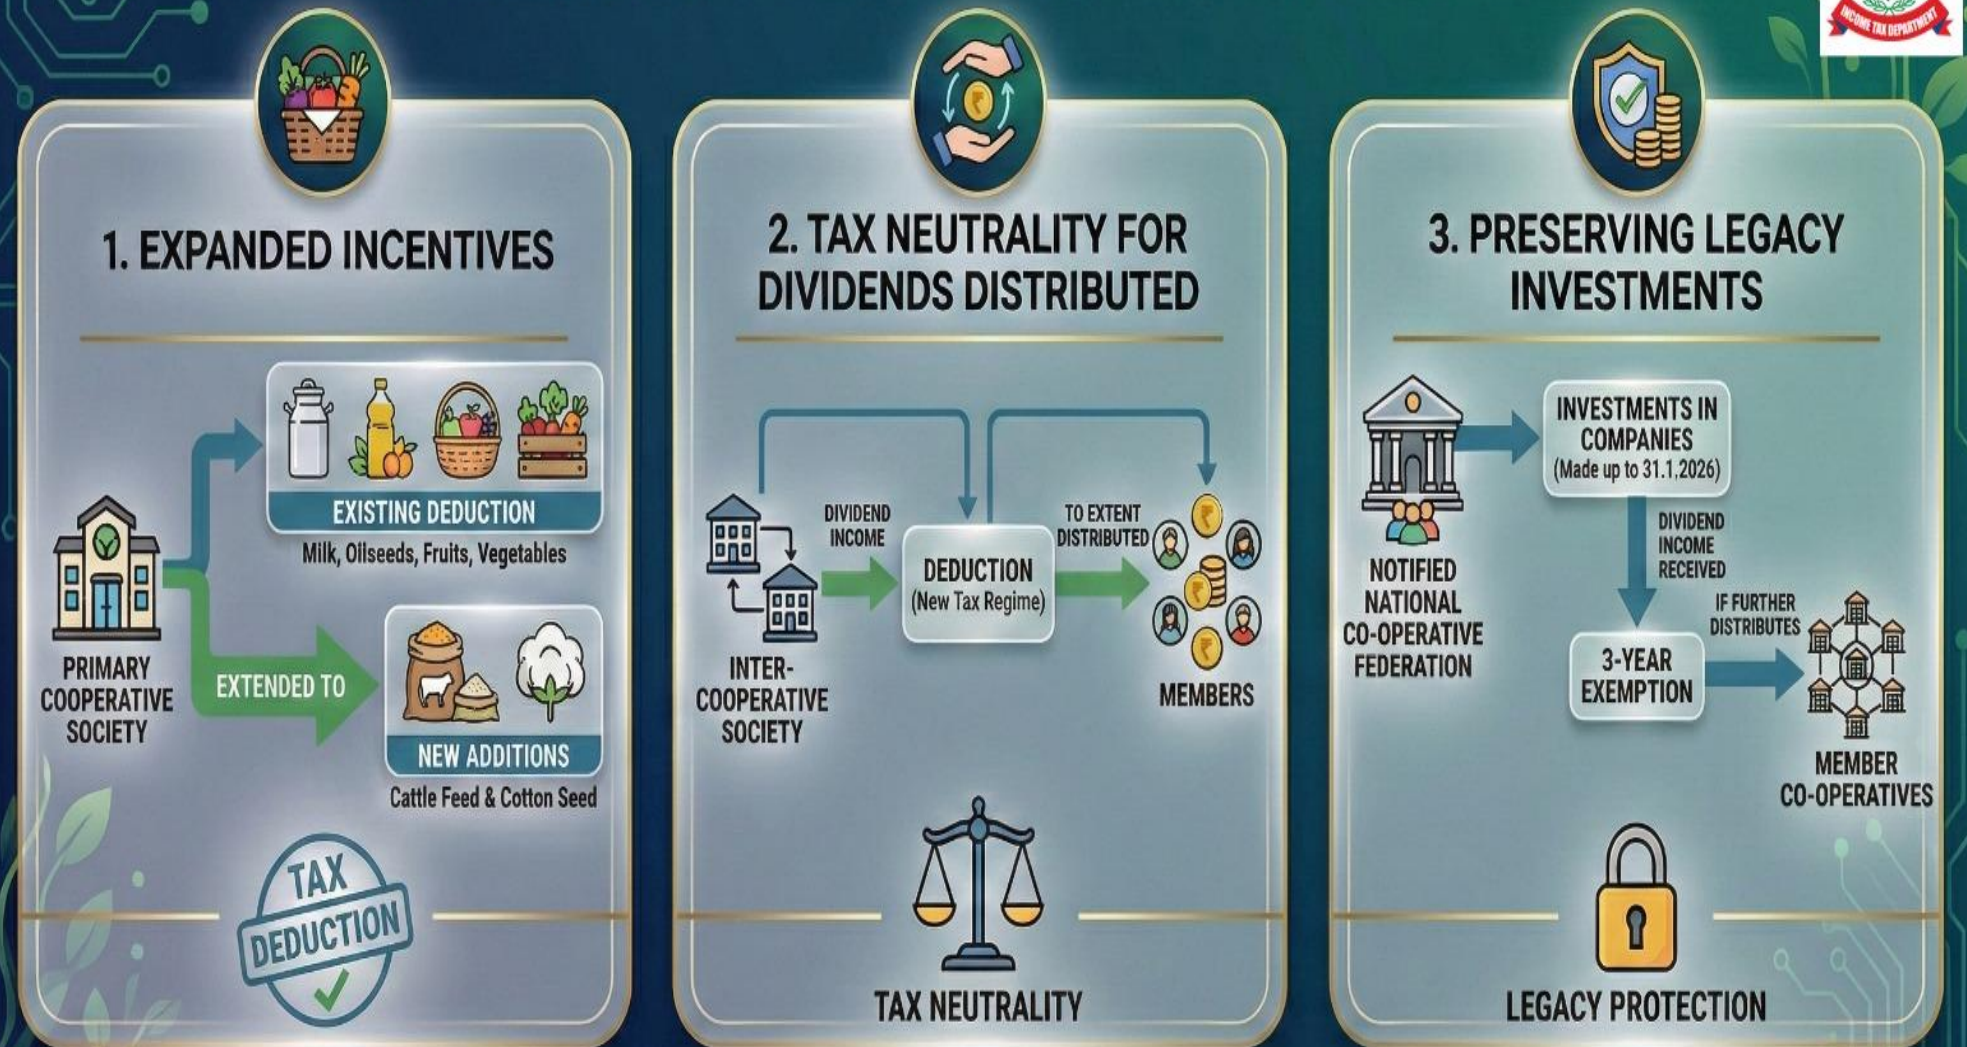 INCOME TAX DEPARTMENT
1. EXPANDED INCENTIVES
EXISTING DEDUCTION
Milk, Oilseeds, Fruits, Vegetables
PRIMARY
COOPERATIVE
SOCIETY
EXTENDED TO
NEW ADDITIONS
Cattle Feed & Cotton Seed
TAX
DEDUCTION
2. TAX NEUTRALITY FOR
DIVIDENDS DISTRIBUTED
INTER-
COOPERATIVE
SOCIETY
DIVIDEND
INCOME
DEDUCTION
(New Tax Regime)
TO EXTENT
DISTRIBUTED
₹
₹
₹
₹
MEMBERS
TAX NEUTRALITY
3. PRESERVING LEGACY
INVESTMENTS
NOTIFIED
NATIONAL
CO-OPERATIVE
FEDERATION
INVESTMENTS IN
COMPANIES
(Made up to 31.1.2026)
DIVIDEND
INCOME
RECEIVED
3-YEAR
EXEMPTION
IF FURTHER
DISTRIBUTES
MEMBER
CO-OPERATIVES
LEGACY PROTECTION